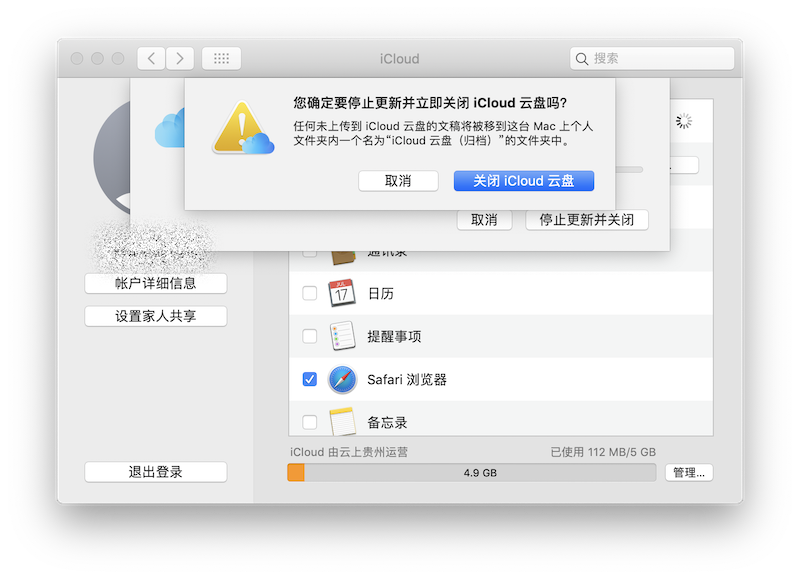 iCloud
搜索
您确定要停止更新并立即关闭 iCloud 云盘吗?
任何未上传到 iCloud 云盘的文稿将被移到这台 Mac 上个人
文件夹内一个名为“iCloud 云盘（归档）”的文件夹中。
取消
关闭 iCloud 云盘
取消
停止更新并关闭
通讯录
帐户详细信息
JUL
17
日历
设置家人共享
提醒事项
Safari 浏览器
备忘录
iCloud 由云上贵州运营
已使用 112 MB/5 GB
退出登录
4.9 GB
管理...